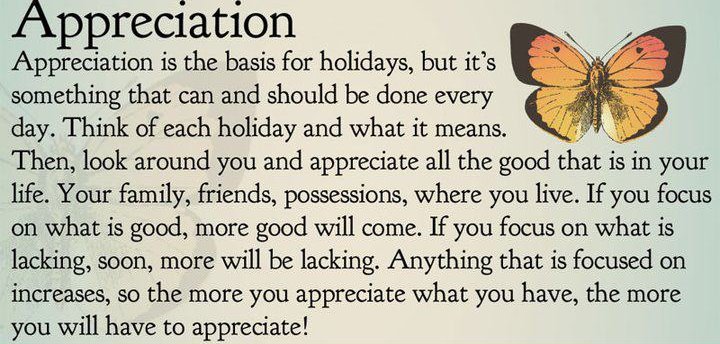 Appreciation
Appreciation is the basis for holidays, but it's
something that can and should be done every
day. Think of each holiday and what it means.
Then, look around you and appreciate all the good that is in your
life. Your family, friends, possessions, where you live. If you focus
on what is good, more good will come. If you focus on what is
lacking, soon, more will be lacking. Anything that is focused on
increases, so the more you appreciate what you have, the more
you will have to appreciate!